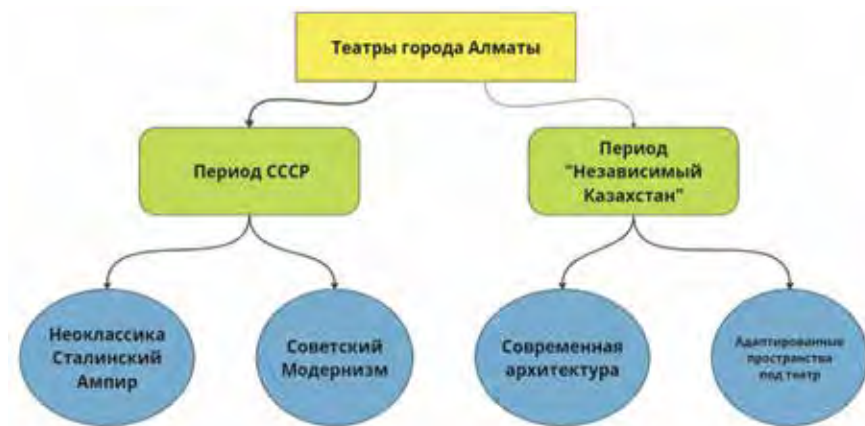 Театры города Алматы
Период СССР
Период
"Независимый
Казахстан"
Неоклассика
Сталинский
Ампир
Советский
Модернизм
Современная
архитектура
Адаптированные
пространства
под театр